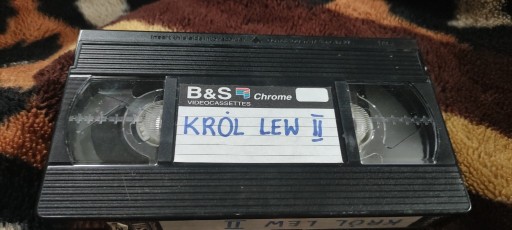 B&S Chrome
VIDEOCASSETTES
KRÓL LEW II
KRÓL LEW II